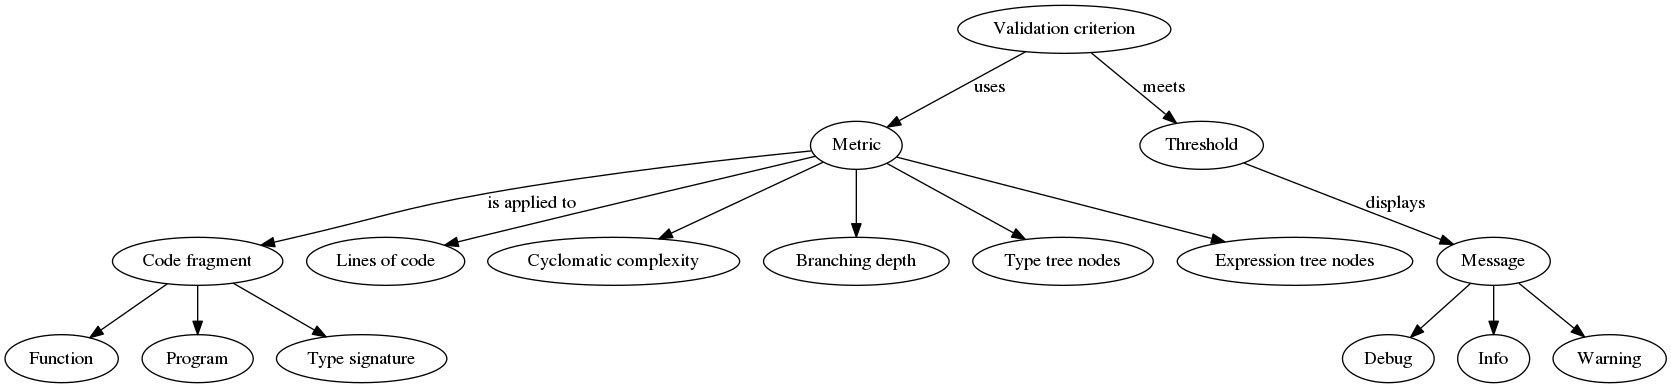 Validation criterion
uses
meets
Metric
Threshold
is applied to
displays
Code fragment
Lines of code
Cyclomatic complexity
Branching depth
Type tree nodes
Expression tree nodes
Message
Function
Program
Type signature
Debug
Info
Warning